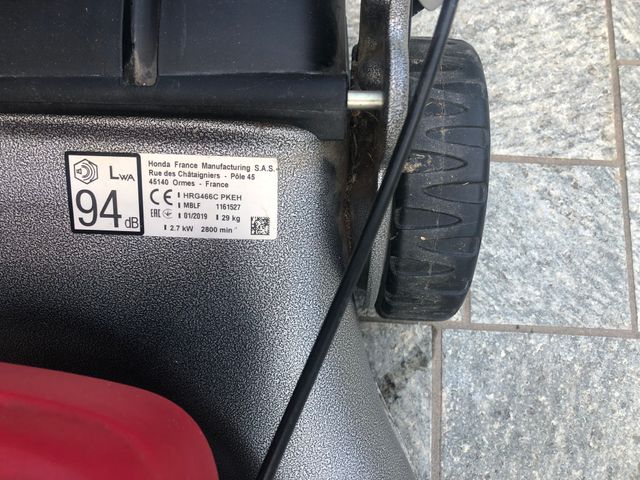 LWA
94 dB
Honda France Manufacturing S.A.S.
Rue des Châtaigniers - Pôle 45
45140 Ormes - France
CE HRG466C PKEH
MBLF 1161527
EAC 01/2019 29 kg
2.7 kW 2800 min⁻¹